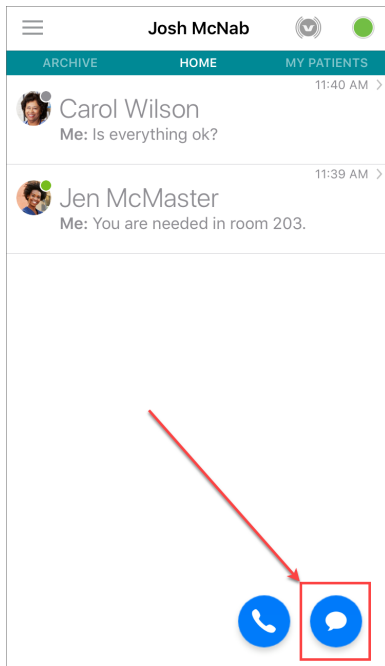 Josh McNab
ARCHIVE HOME MY PATIENTS
11:40 AM
Carol Wilson
Me: Is everything ok?
11:39 AM
Jen McMaster
Me: You are needed in room 203.